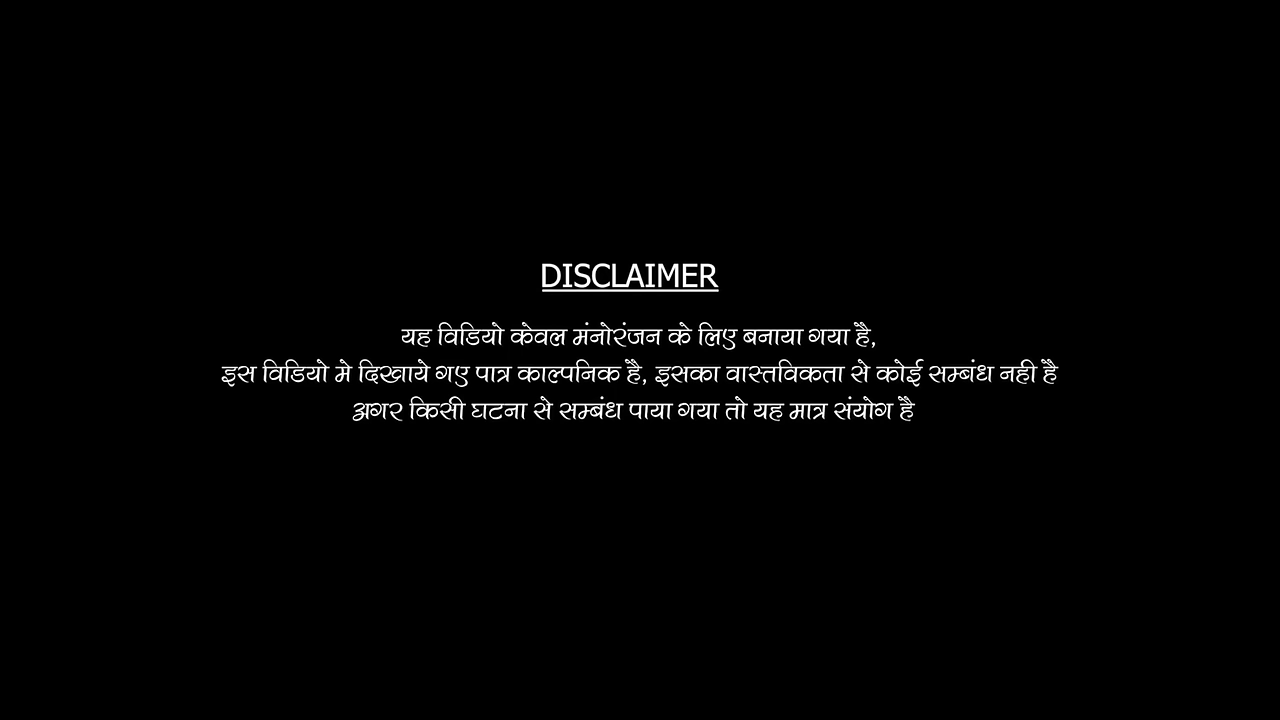 DISCLAIMER
यह विडियो केवल मंनोरंजन के लिए बनाया गया है,
इस विडियो मे दिखाये गए पात्र काल्पनिक है, इसका वास्तविकता से कोई सम्बंध नही है
अगर किसी घटना से सम्बंध पाया गया तो यह मात्र संयोग है